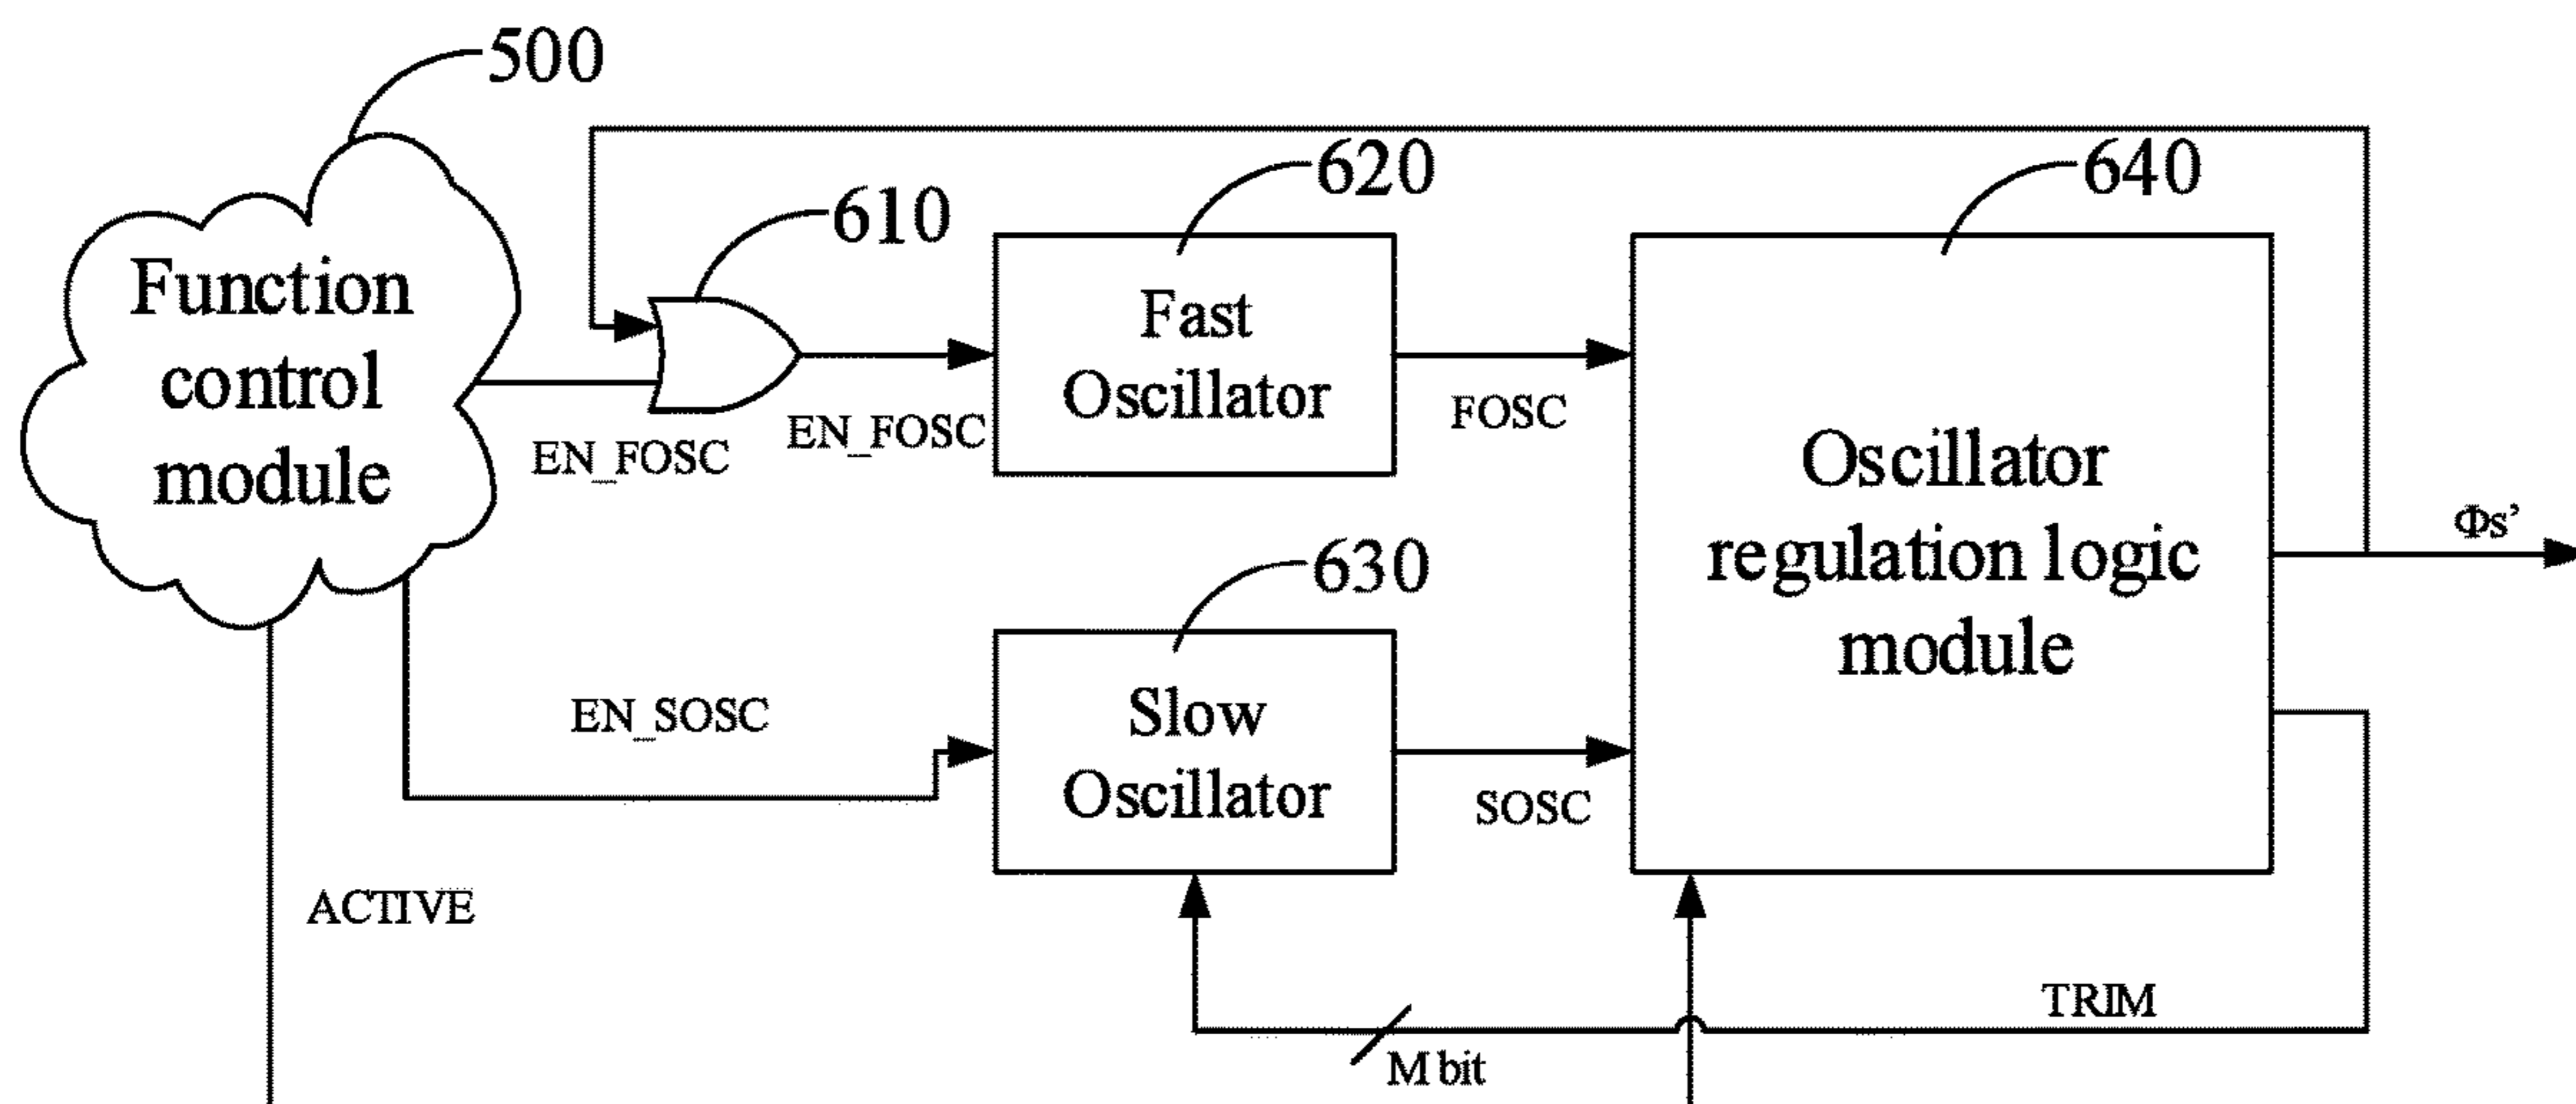 500
620
640
610
Function
control
module
Fast
Oscillator
EN_FOSC
EN_FOSC
FOSC
Oscillator
regulation logic
module
Φs’
630
EN_SOSC
Slow
Oscillator
SOSC
ACTIVE
TRIM
M bit